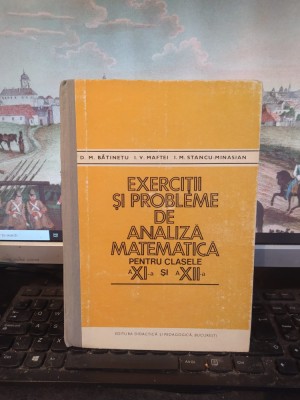 D. M. BĂTINEȚU I. V. MAFTEI I. M. STANCU-MINASIAN
EXERCIȚII
ȘI PROBLEME
DE
ANALIZĂ
MATEMATICĂ
PENTRU CLASELE
A XI-a ȘI A XII-a
EDITURA DIDACTICĂ ȘI PEDAGOGICĂ, BUCUREȘTI